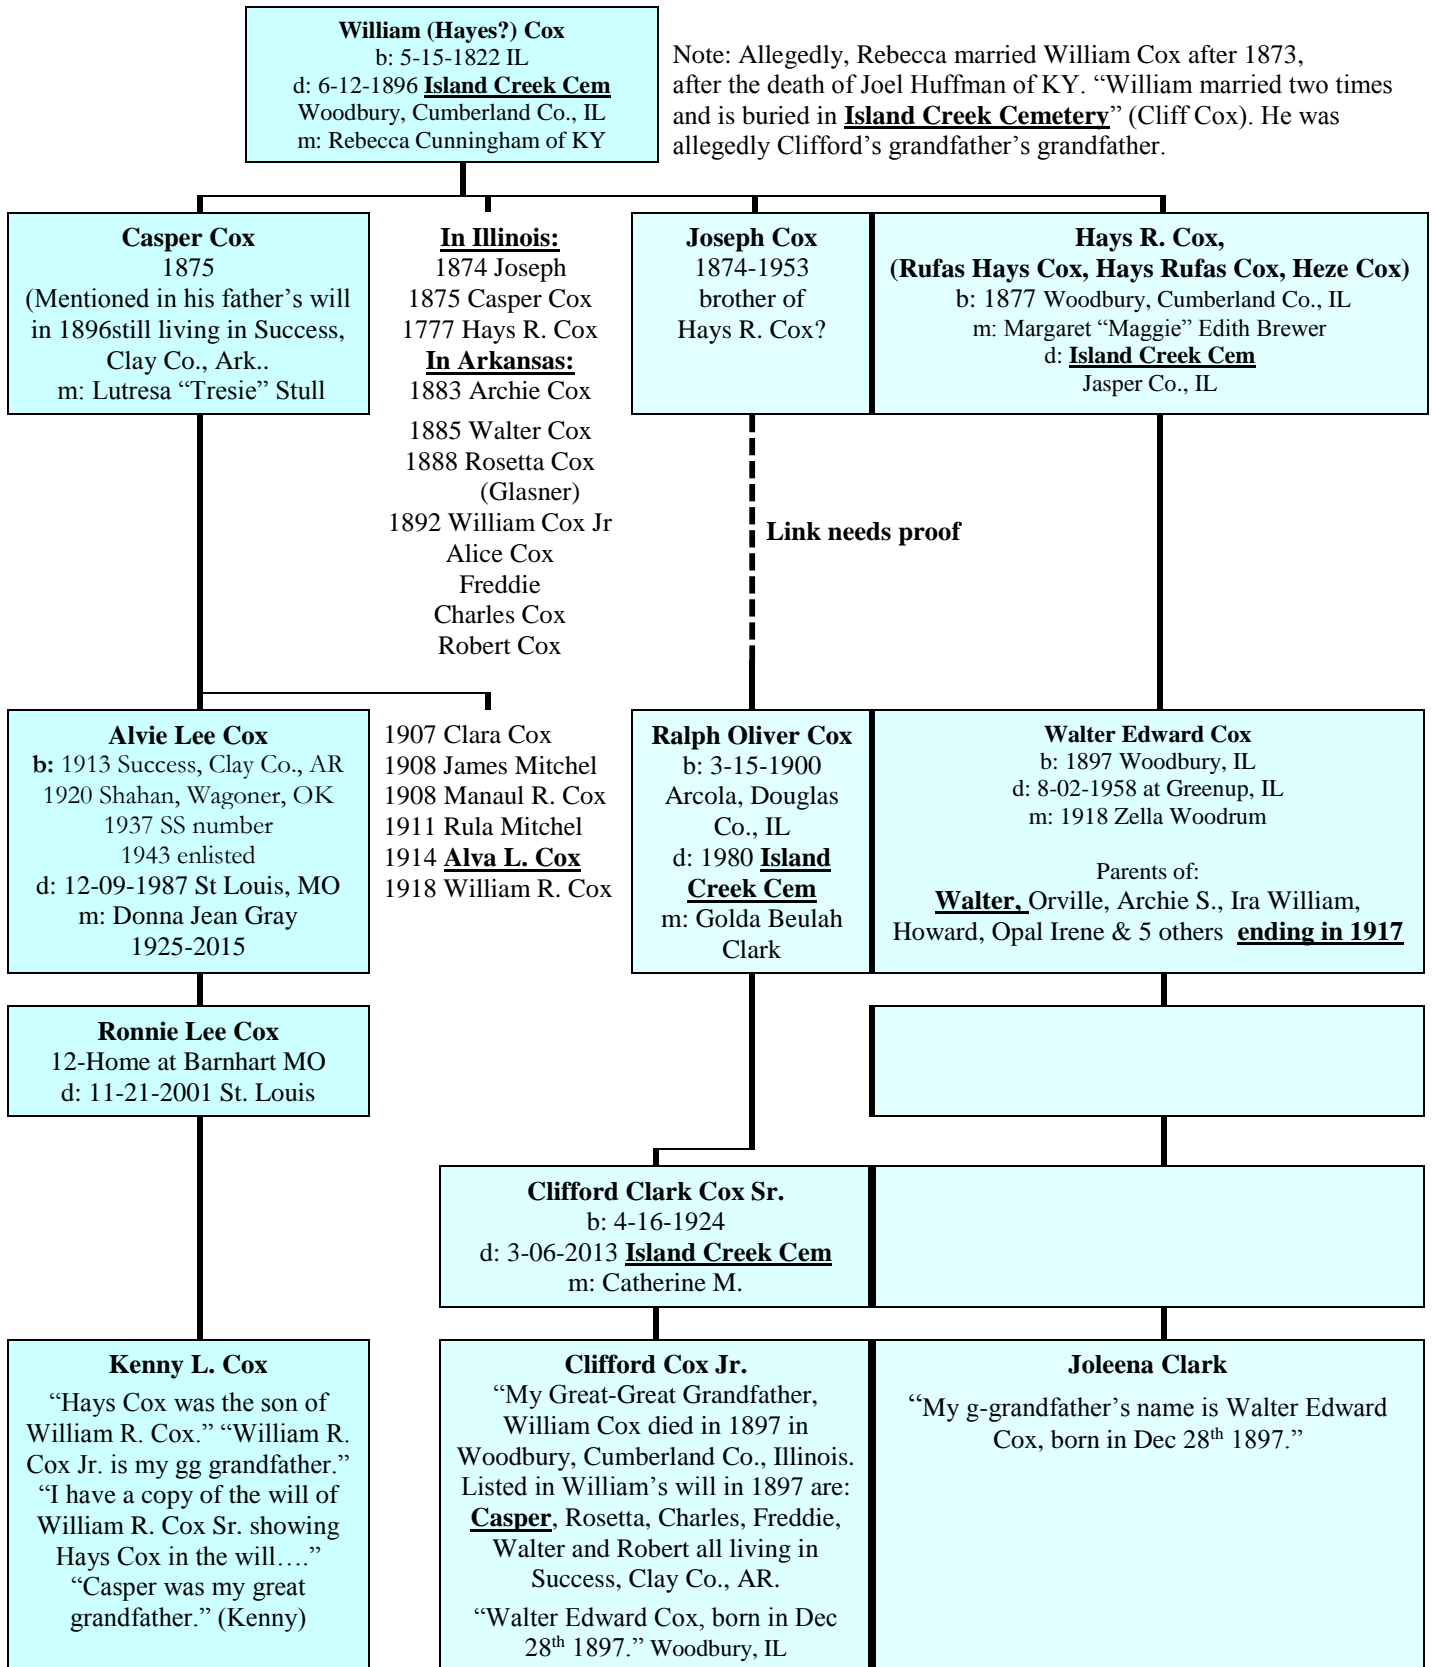 William (Hayes?) Cox
b: 5-15-1822 IL
d: 6-12-1896 Island Creek Cem
Woodbury, Cumberland Co., IL
m: Rebecca Cunningham of KY
Note: Allegedly, Rebecca married William Cox after 1873,
after the death of Joel Huffman of KY. “William married two times
and is buried in Island Creek Cemetery” (Cliff Cox). He was
allegedly Clifford’s grandfather’s grandfather.
Casper Cox
1875
(Mentioned in his father’s will
in 1896still living in Success,
Clay Co., Ark..
m: Lutresa “Tresie” Stull
In Illinois:
1874 Joseph
1875 Casper Cox
1777 Hays R. Cox
In Arkansas:
1883 Archie Cox
1885 Walter Cox
1888 Rosetta Cox
(Glasner)
1892 William Cox Jr
Alice Cox
Freddie
Charles Cox
Robert Cox
Joseph Cox
1874-1953
brother of
Hays R. Cox?
Hays R. Cox,
(Rufas Hays Cox, Hays Rufas Cox, Heze Cox)
b: 1877 Woodbury, Cumberland Co., IL
m: Margaret “Maggie” Edith Brewer
d: Island Creek Cem
Jasper Co., IL
Link needs proof
Alvie Lee Cox
b: 1913 Success, Clay Co., AR
1920 Shahan, Wagoner, OK
1937 SS number
1943 enlisted
d: 12-09-1987 St Louis, MO
m: Donna Jean Gray
1925-2015
1907 Clara Cox
1908 James Mitchel
1908 Manaul R. Cox
1911 Rula Mitchel
1914 Alva L. Cox
1918 William R. Cox
Ralph Oliver Cox
b: 3-15-1900
Arcola, Douglas
Co., IL
d: 1980 Island
Creek Cem
m: Golda Beulah
Clark
Walter Edward Cox
b: 1897 Woodbury, IL
d: 8-02-1958 at Greenup, IL
m: 1918 Zella Woodrum
Parents of:
Walter, Orville, Archie S., Ira William,
Howard, Opal Irene & 5 others ending in 1917
Ronnie Lee Cox
12-Home at Barnhart MO
d: 11-21-2001 St. Louis
Clifford Clark Cox Sr.
b: 4-16-1924
d: 3-06-2013 Island Creek Cem
m: Catherine M.
Kenny L. Cox
“Hays Cox was the son of
William R. Cox.” “William R.
Cox Jr. is my gg grandfather.”
“I have a copy of the will of
William R. Cox Sr. showing
Hays Cox in the will….”
“Casper was my great
grandfather.” (Kenny)
Clifford Cox Jr.
“My Great-Great Grandfather,
William Cox died in 1897 in
Woodbury, Cumberland Co., Illinois.
Listed in William’s will in 1897 are:
Casper, Rosetta, Charles, Freddie,
Walter and Robert all living in
Success, Clay Co., AR.
“Walter Edward Cox, born in Dec
28th 1897.” Woodbury, IL
Joleena Clark
“My g-grandfather’s name is Walter Edward
Cox, born in Dec 28th 1897.”